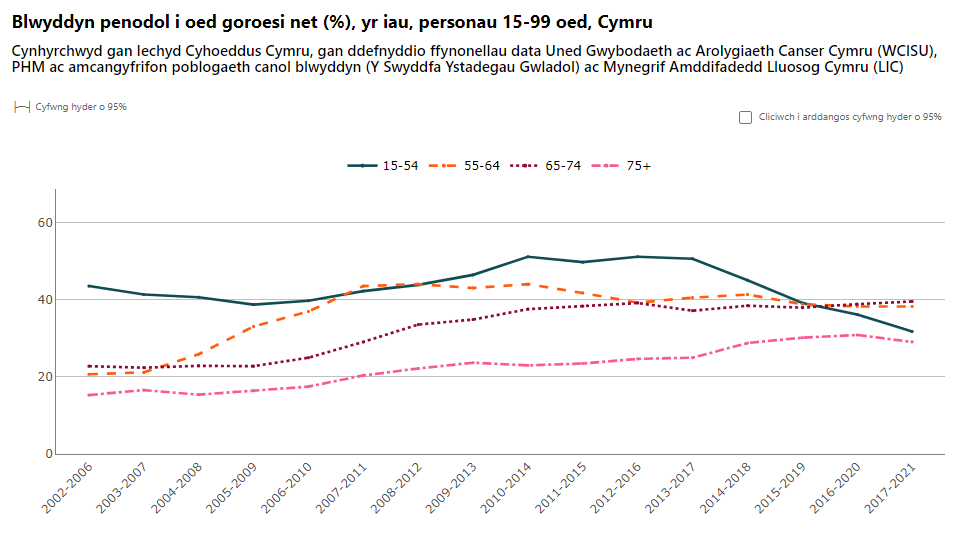 Blwyddyn penodol i oed goroesi net (%), yr iau, personau 15-99 oed, Cymru
Cynhyrchwyd gan Iechyd Cyhoeddus Cymru, gan ddefnyddio ffynonellau data Uned Gwybodaeth ac Arolygiaeth Canser Cymru (WCISU),
PHM ac amcangyfrifon poblogaeth canol blwyddyn (Y Swyddfa Ystadegau Gwladol) ac Mynegrif Amddifadedd Lluosog Cymru (LIC)
Cyfwng hyder o 95%
Cliciwch i arddangos cyfwng hyder o 95%
15-54 55-64 65-74 75+
60
40
20
0
2002-2006 2003-2007 2004-2008 2005-2009 2006-2010 2007-2011 2008-2012 2009-2013 2010-2014 2011-2015 2012-2016 2013-2017 2014-2018 2015-2019 2016-2020 2017-2021